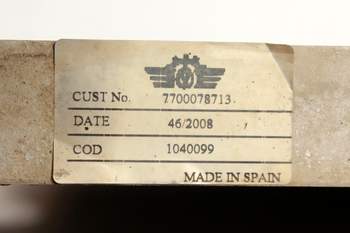 CUST No. 7700078713
DATE 46/2008
COD 1040099
MADE IN SPAIN